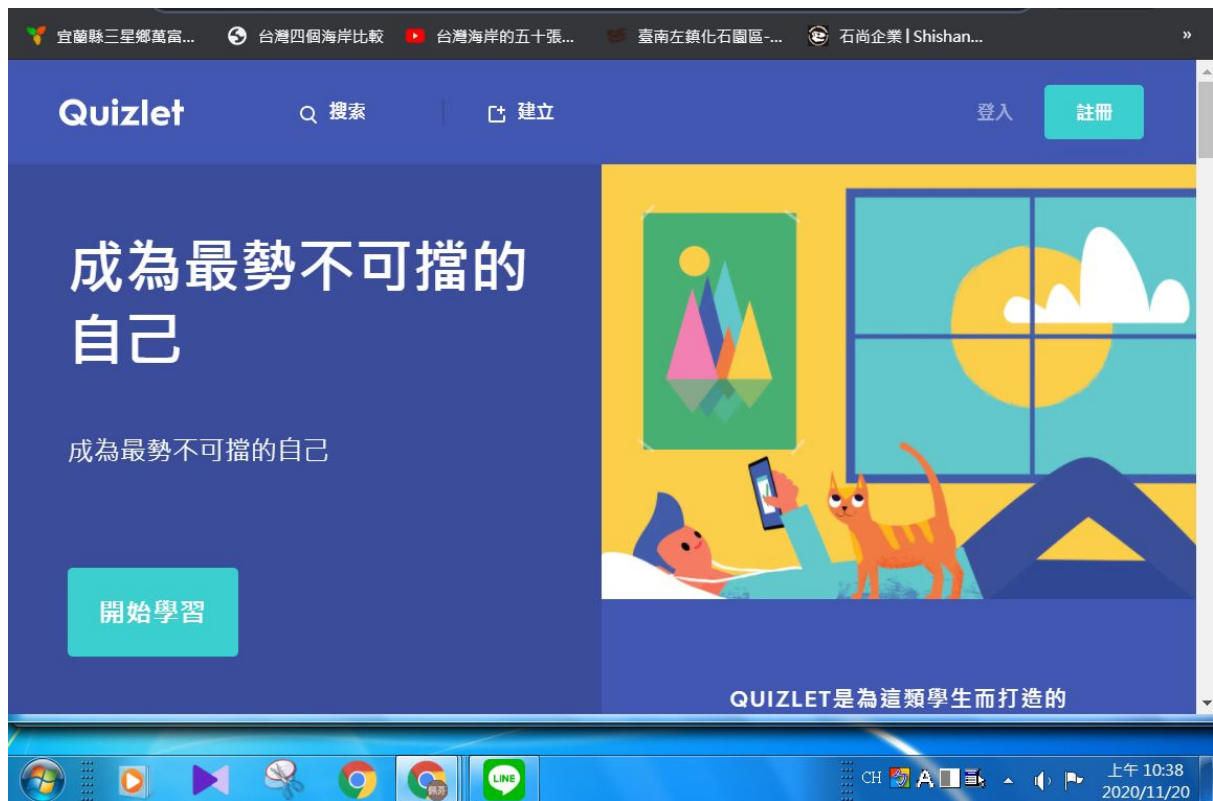 宜蘭縣三星鄉萬富... 台灣四個海岸比較 台灣海岸的五十張... 臺南左鎮化石園區-... 石尚企業 | Shishan... »
Quizlet 搜索 建立 登入 註冊
成為最勢不可擋的
自己
成為最勢不可擋的自己
開始學習
QUIZLET是為這類學生而打造的
LINE CH A 上午 10:38
2020/11/20